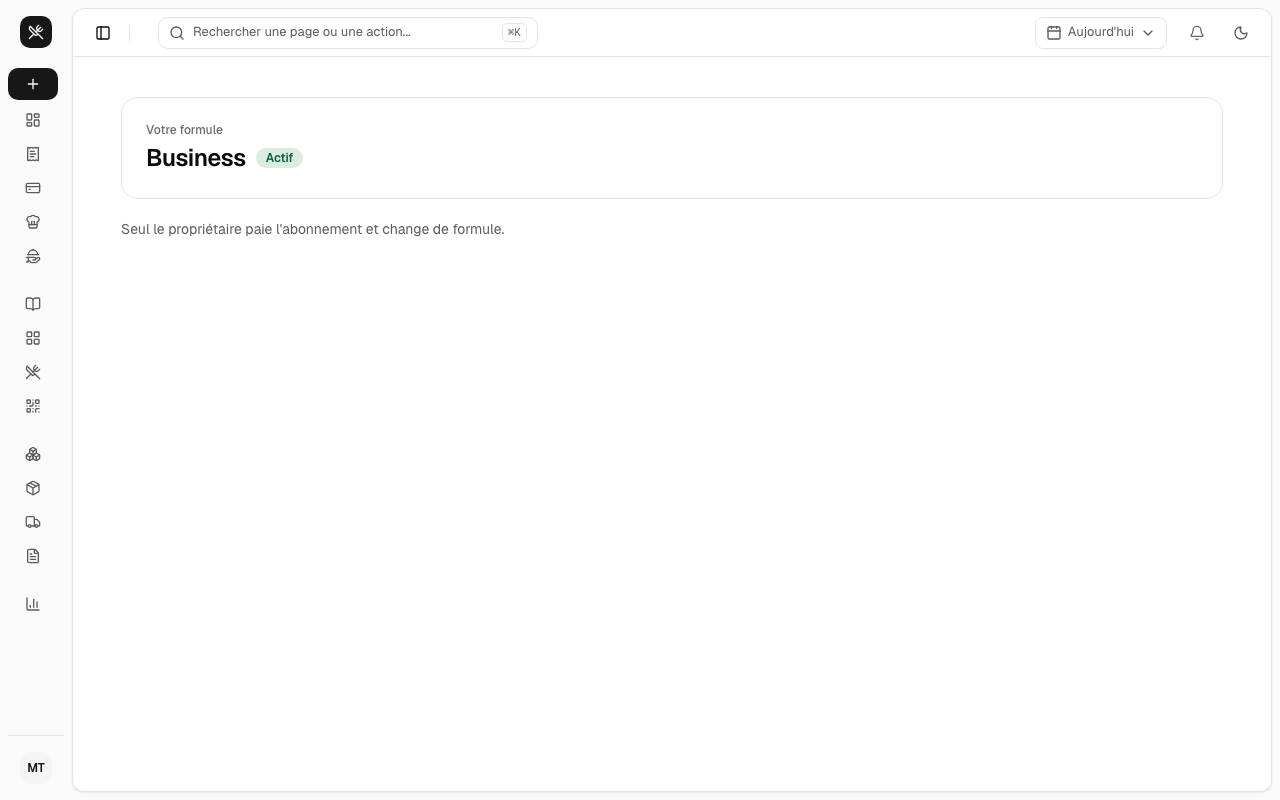 Rechercher une page ou une action...
⌘K
Aujourd'hui
Votre formule
Business
Actif
Seul le propriétaire paie l'abonnement et change de formule.
MT